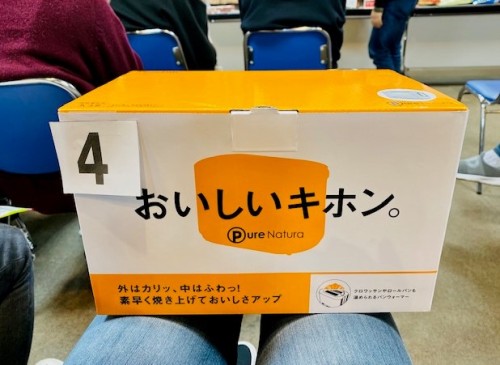 4
おいしいキホン。
Pure Natura
外はカリッ、中はふわっ!
素早く焼き上げておいしさアップ
クロワッサンやロールパンも
温められるパンウォーマー